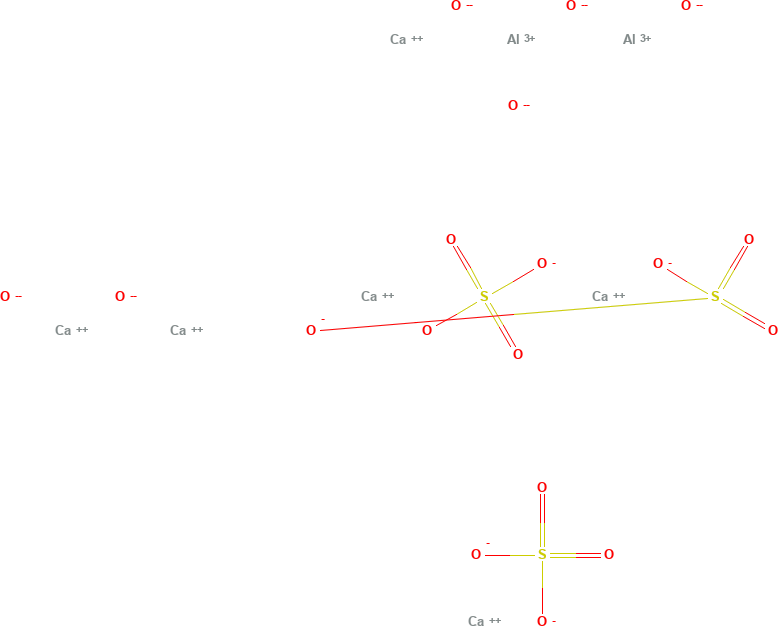 O – O – O –
Ca ++ Al 3+ Al 3+
O –
O O
O - O -
O – O – Ca ++ S Ca ++ S
Ca ++ Ca ++ O - O O
O
O
O - S O
Ca ++ O -